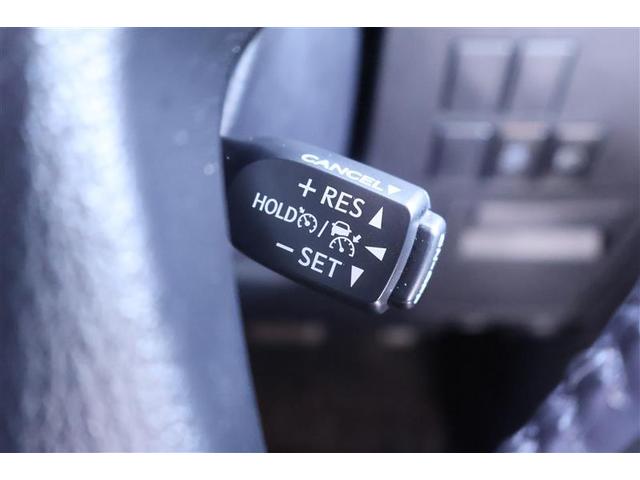 CANCEL▼
+ RES ▲
HOLD /
− SET ▼